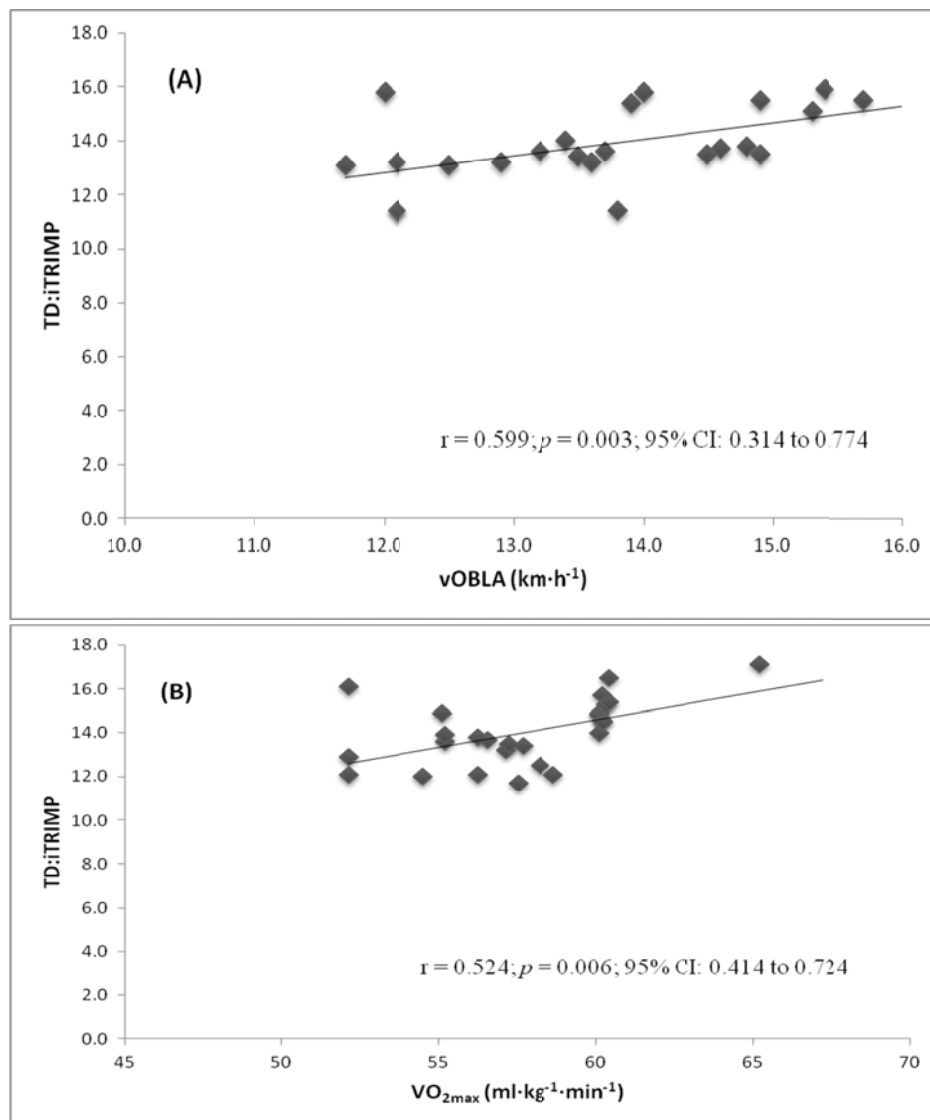 18.0
(A)
16.0
14.0
12.0
10.0
8.0
6.0
4.0
2.0
0.0
TD:iTRIMP
r = 0.599; p = 0.003; 95% CI: 0.314 to 0.774
10.0 11.0 12.0 13.0 14.0 15.0 16.0
vOBLA (km·h⁻¹)
18.0
(B)
16.0
14.0
12.0
10.0
8.0
6.0
4.0
2.0
0.0
TD:iTRIMP
r = 0.524; p = 0.006; 95% CI: 0.414 to 0.724
45 50 55 60 65 70
VO₂max (ml·kg⁻¹·min⁻¹)